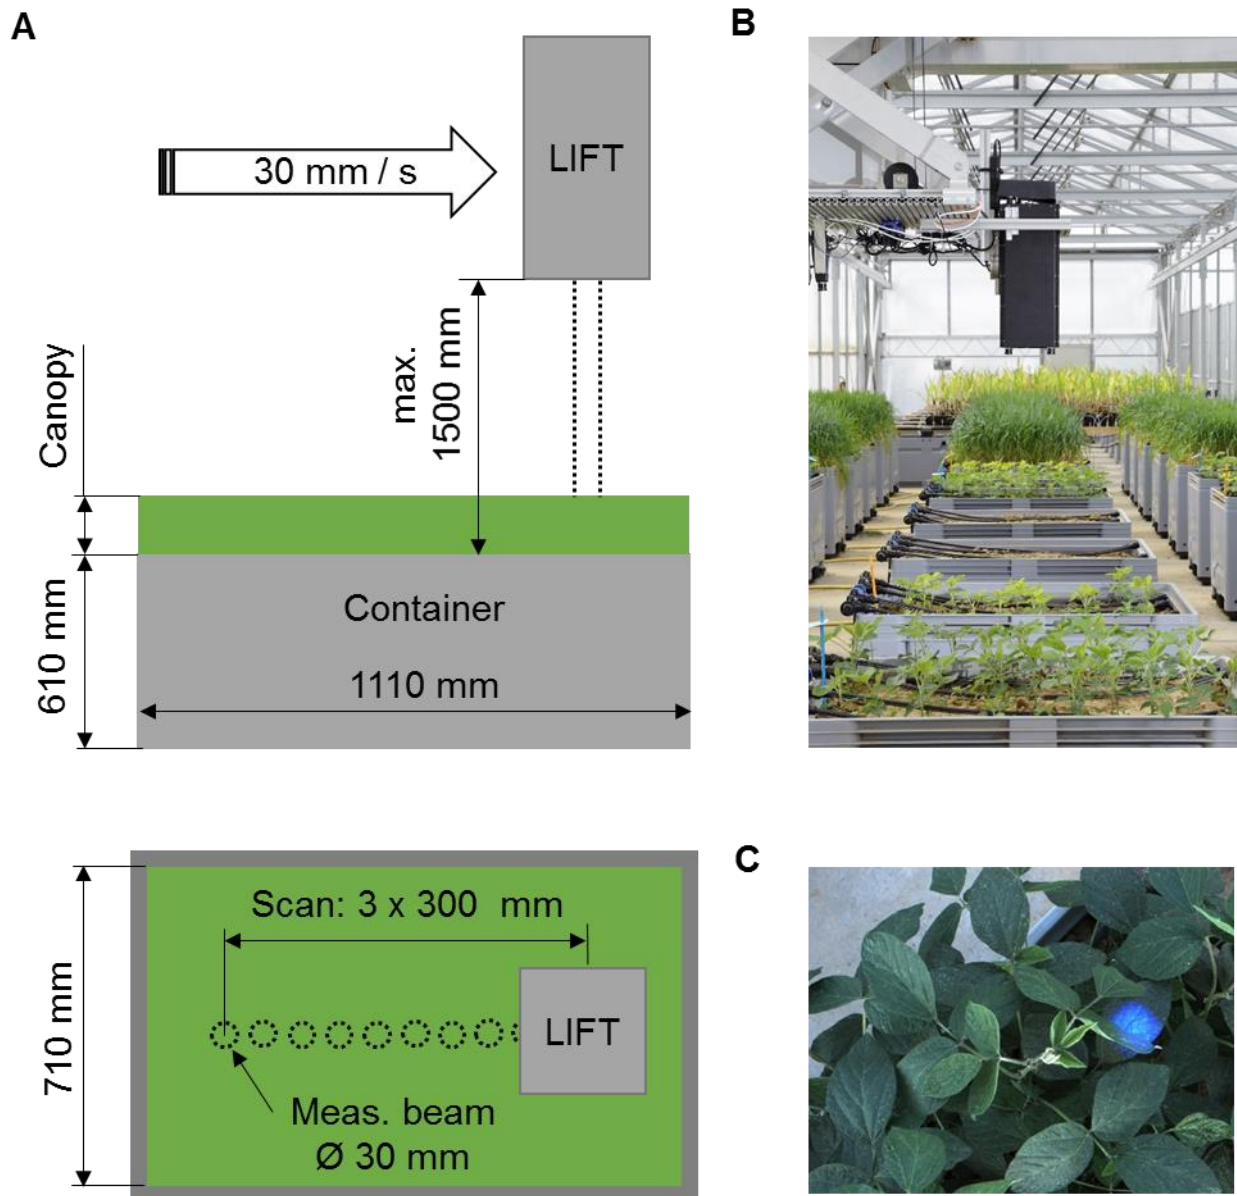 A
LIFT
30 mm / s
max.
1500 mm
Canopy
610 mm
Container
1110 mm
Scan: 3 x 300 mm
LIFT
710 mm
Meas. beam
Ø 30 mm
B
C